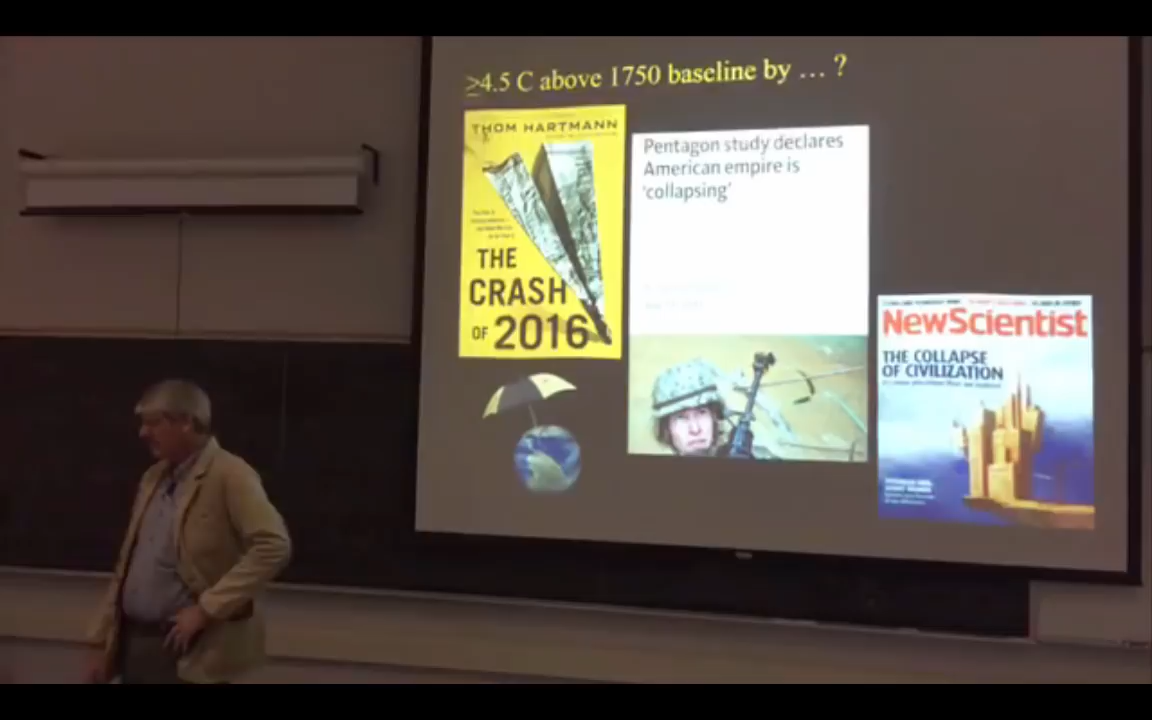 ≥4.5 C above 1750 baseline by … ?
THOM HARTMANN
THE
CRASH
OF 2016
Pentagon study declares
American empire is
'collapsing'
NewScientist
THE COLLAPSE
OF CIVILIZATION